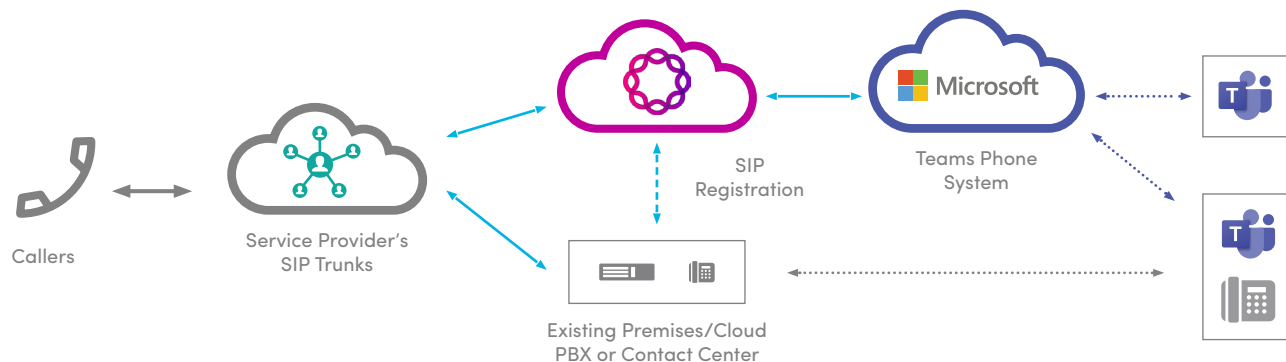 Microsoft
T
SIP
Registration
Teams Phone
System
Callers
Service Provider's
SIP Trunks
T
Existing Premises/Cloud
PBX or Contact Center